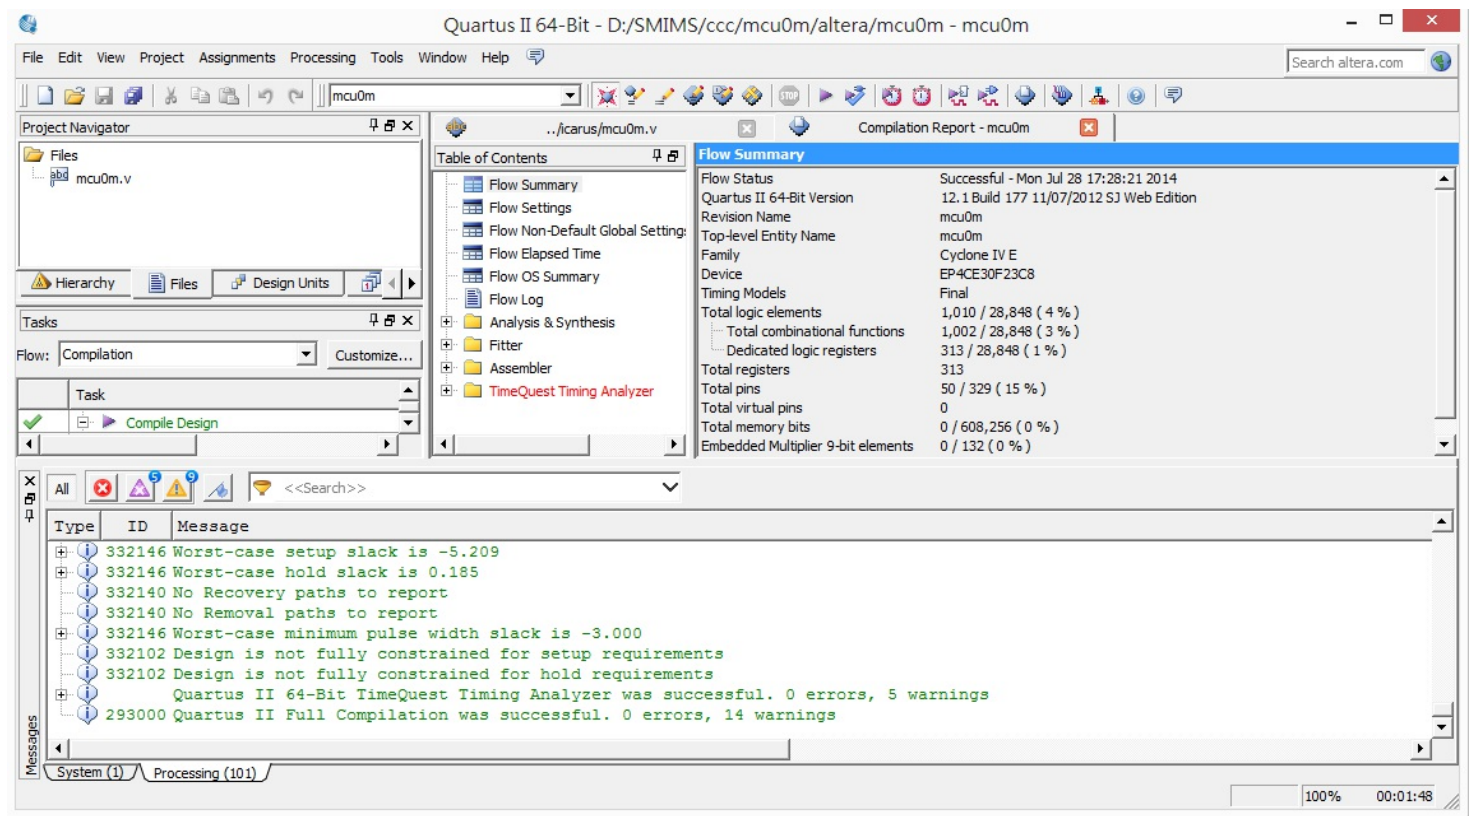 Quartus II 64-Bit - D:/SMIMS/ccc/mcu0m/altera/mcu0m - mcu0m
File Edit View Project Assignments Processing Tools Window Help
Search altera.com
mcu0m
STOP
Project Navigator
Files
abd mcu0m.v
Hierarchy Files Design Units
Tasks
Flow: Compilation Customize...
Task
Compile Design
../icarus/mcu0m.v
Compilation Report - mcu0m
Table of Contents
Flow Summary
Flow Settings
Flow Non-Default Global Setting
Flow Elapsed Time
Flow OS Summary
Flow Log
Analysis & Synthesis
Fitter
Assembler
TimeQuest Timing Analyzer
Flow Summary
Flow Status Successful - Mon Jul 28 17:28:21 2014
Quartus II 64-Bit Version 12.1 Build 177 11/07/2012 SJ Web Edition
Revision Name mcu0m
Top-level Entity Name mcu0m
Family Cyclone IV E
Device EP4CE30F23C8
Timing Models Final
Total logic elements 1,010 / 28,848 ( 4 % )
Total combinational functions 1,002 / 28,848 ( 3 % )
Dedicated logic registers 313 / 28,848 ( 1 % )
Total registers 313
Total pins 50 / 329 ( 15 % )
Total virtual pins 0
Total memory bits 0 / 608,256 ( 0 % )
Embedded Multiplier 9-bit elements 0 / 132 ( 0 % )
All 5 9 <<Search>>
Type ID Message
332146 Worst-case setup slack is -5.209
332146 Worst-case hold slack is 0.185
332140 No Recovery paths to report
332140 No Removal paths to report
332146 Worst-case minimum pulse width slack is -3.000
332102 Design is not fully constrained for setup requirements
332102 Design is not fully constrained for hold requirements
Quartus II 64-Bit TimeQuest Timing Analyzer was successful. 0 errors, 5 warnings
293000 Quartus II Full Compilation was successful. 0 errors, 14 warnings
Messages
System (1) Processing (101)
100% 00:01:48